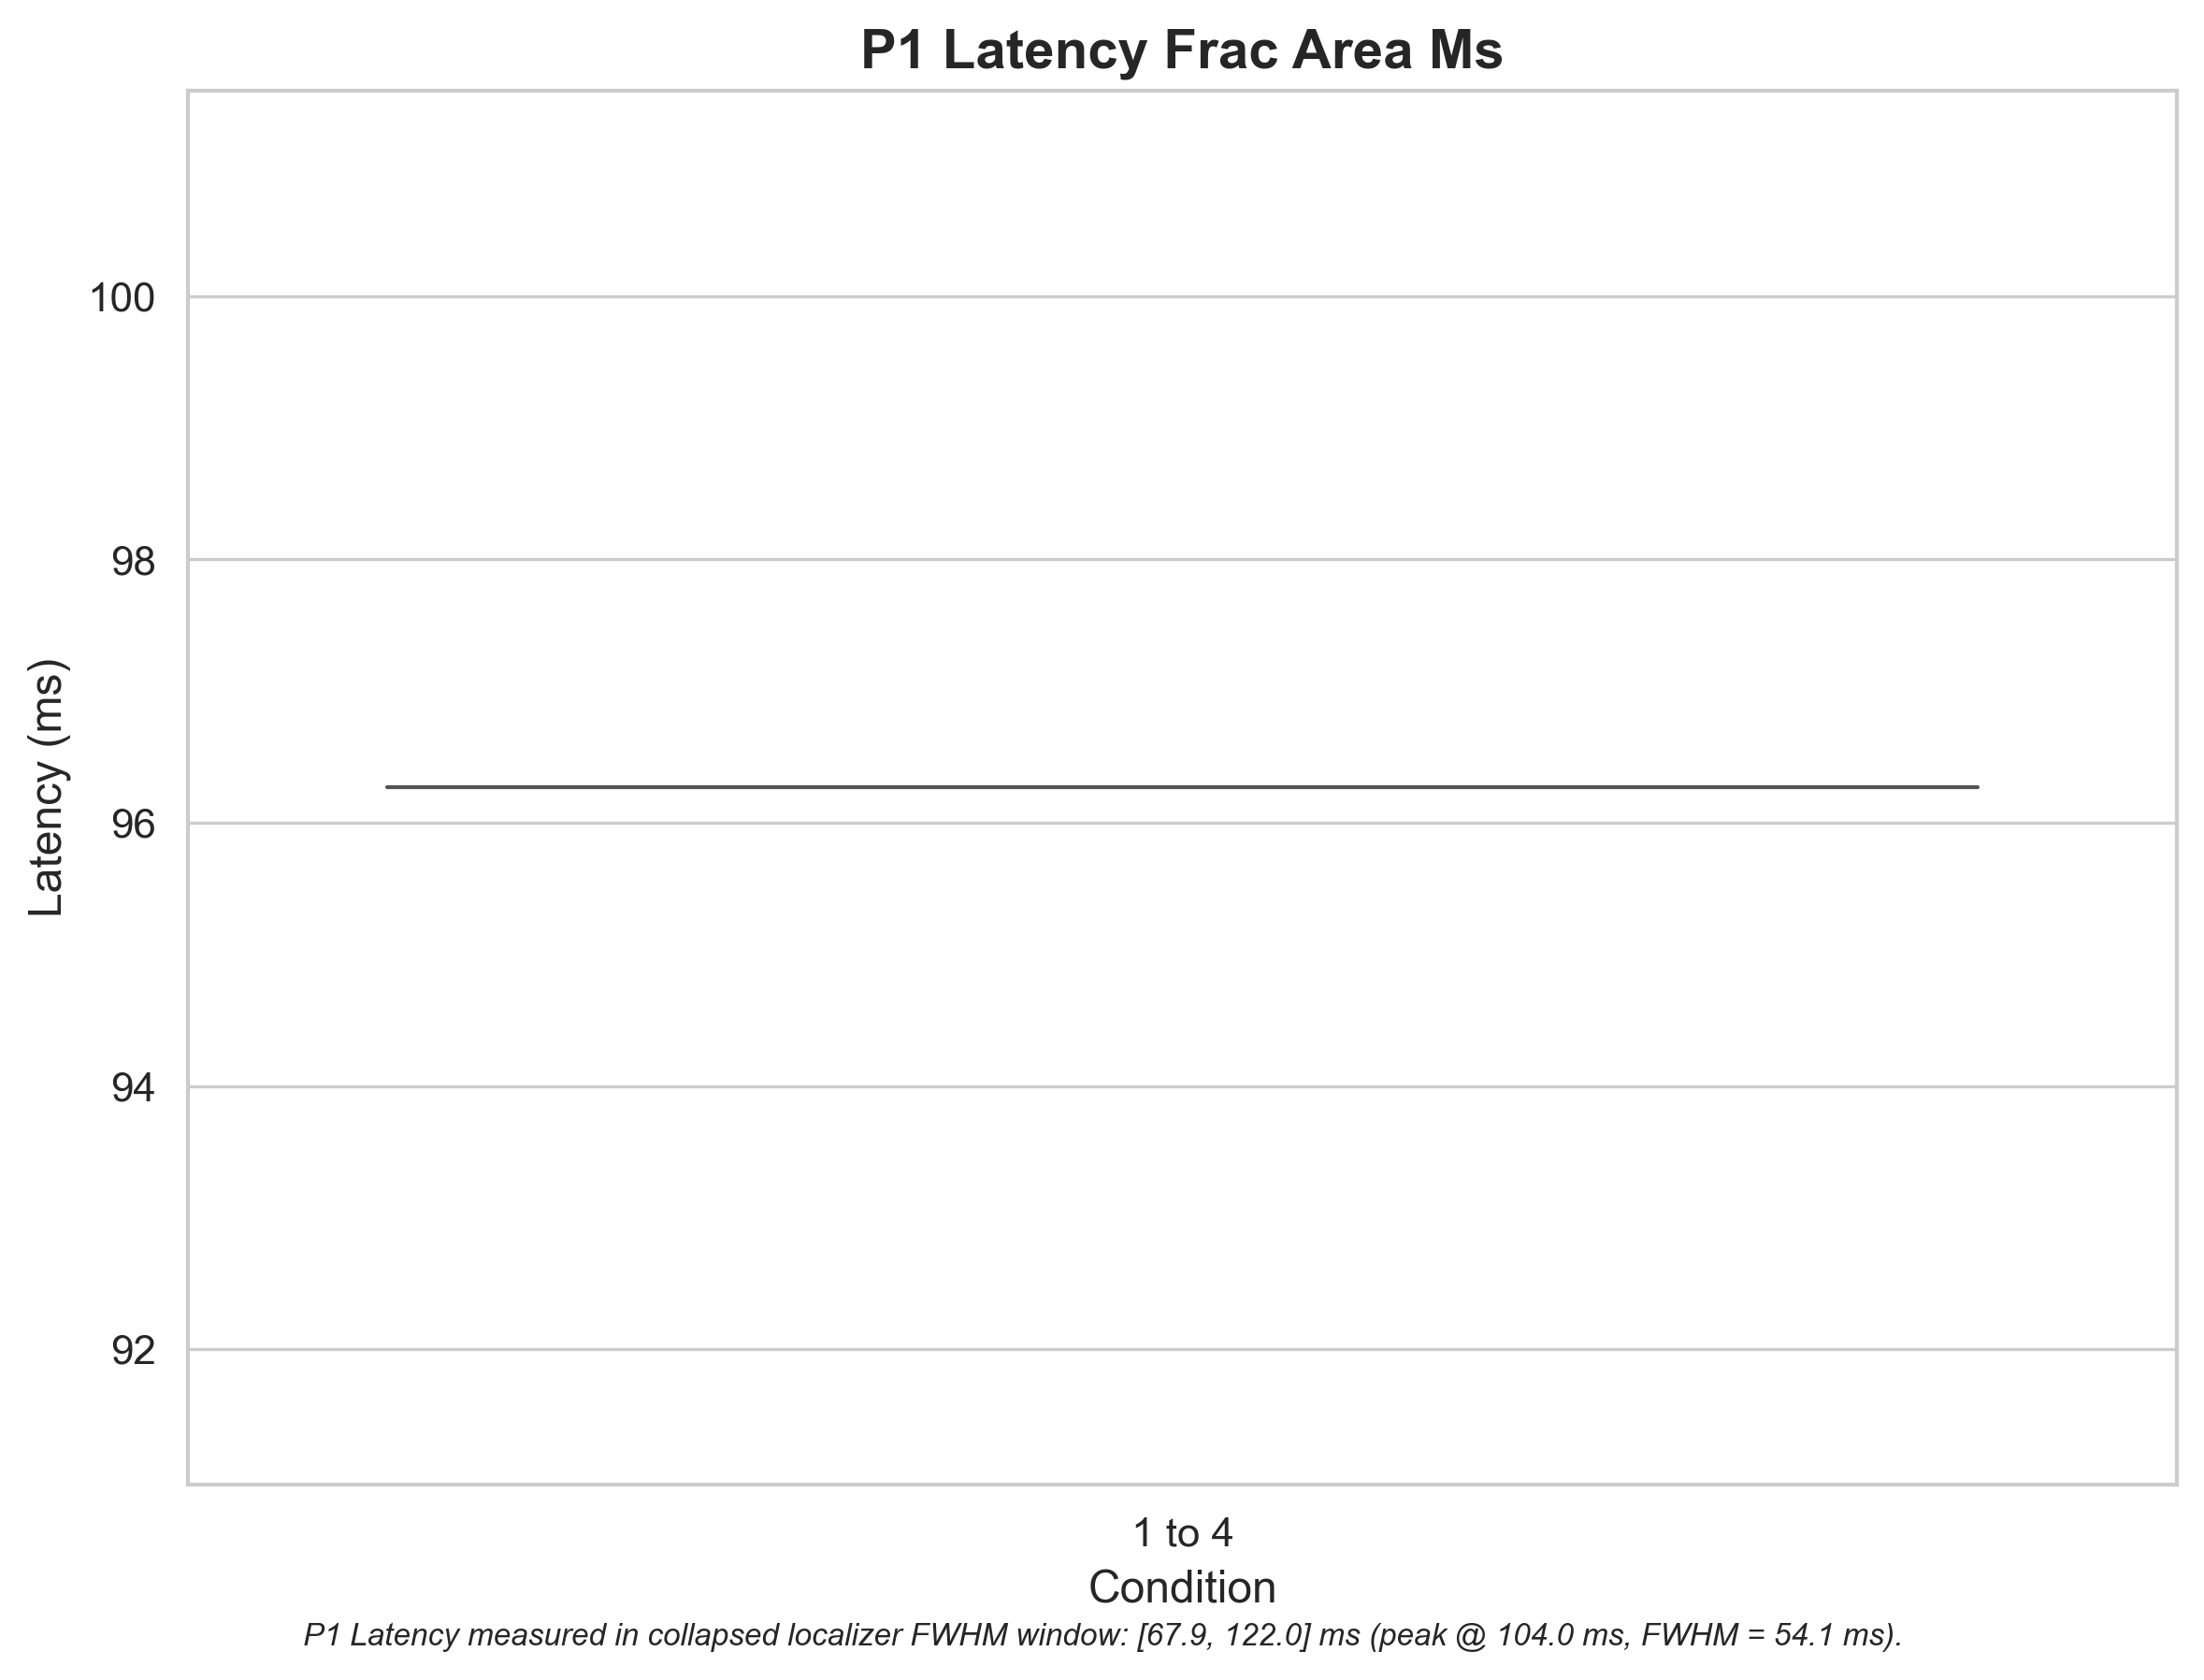 P1 Latency Frac Area Ms
Latency (ms)
100
98
96
94
92
1 to 4
Condition
P1 Latency measured in collapsed localizer FWHM window: [67.9, 122.0] ms (peak @ 104.0 ms, FWHM = 54.1 ms).